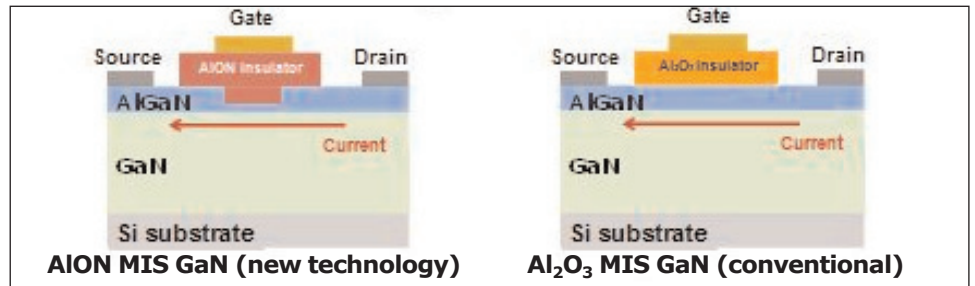 Gate
Source
AlON insulator
Drain
AlGaN
Current
GaN
Si substrate
AlON MIS GaN (new technology)
Gate
Source
Al₂O₃ insulator
Drain
AlGaN
Current
GaN
Si substrate
Al₂O₃ MIS GaN (conventional)